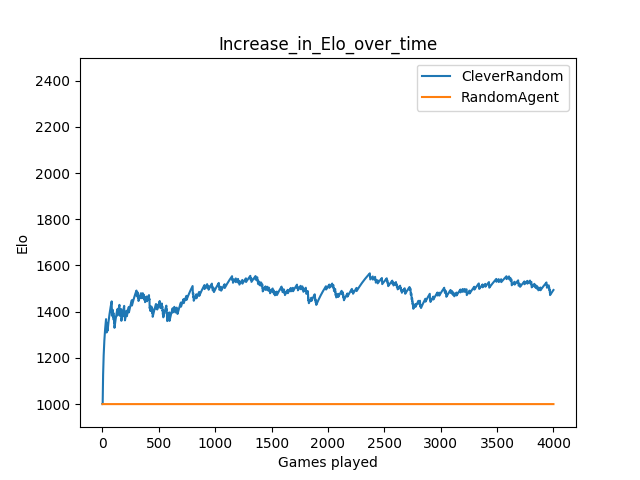 Increase_in_Elo_over_time
CleverRandom
RandomAgent
2400
2200
2000
1800
1600
1400
1200
1000
Elo
0 500 1000 1500 2000 2500 3000 3500 4000
Games played